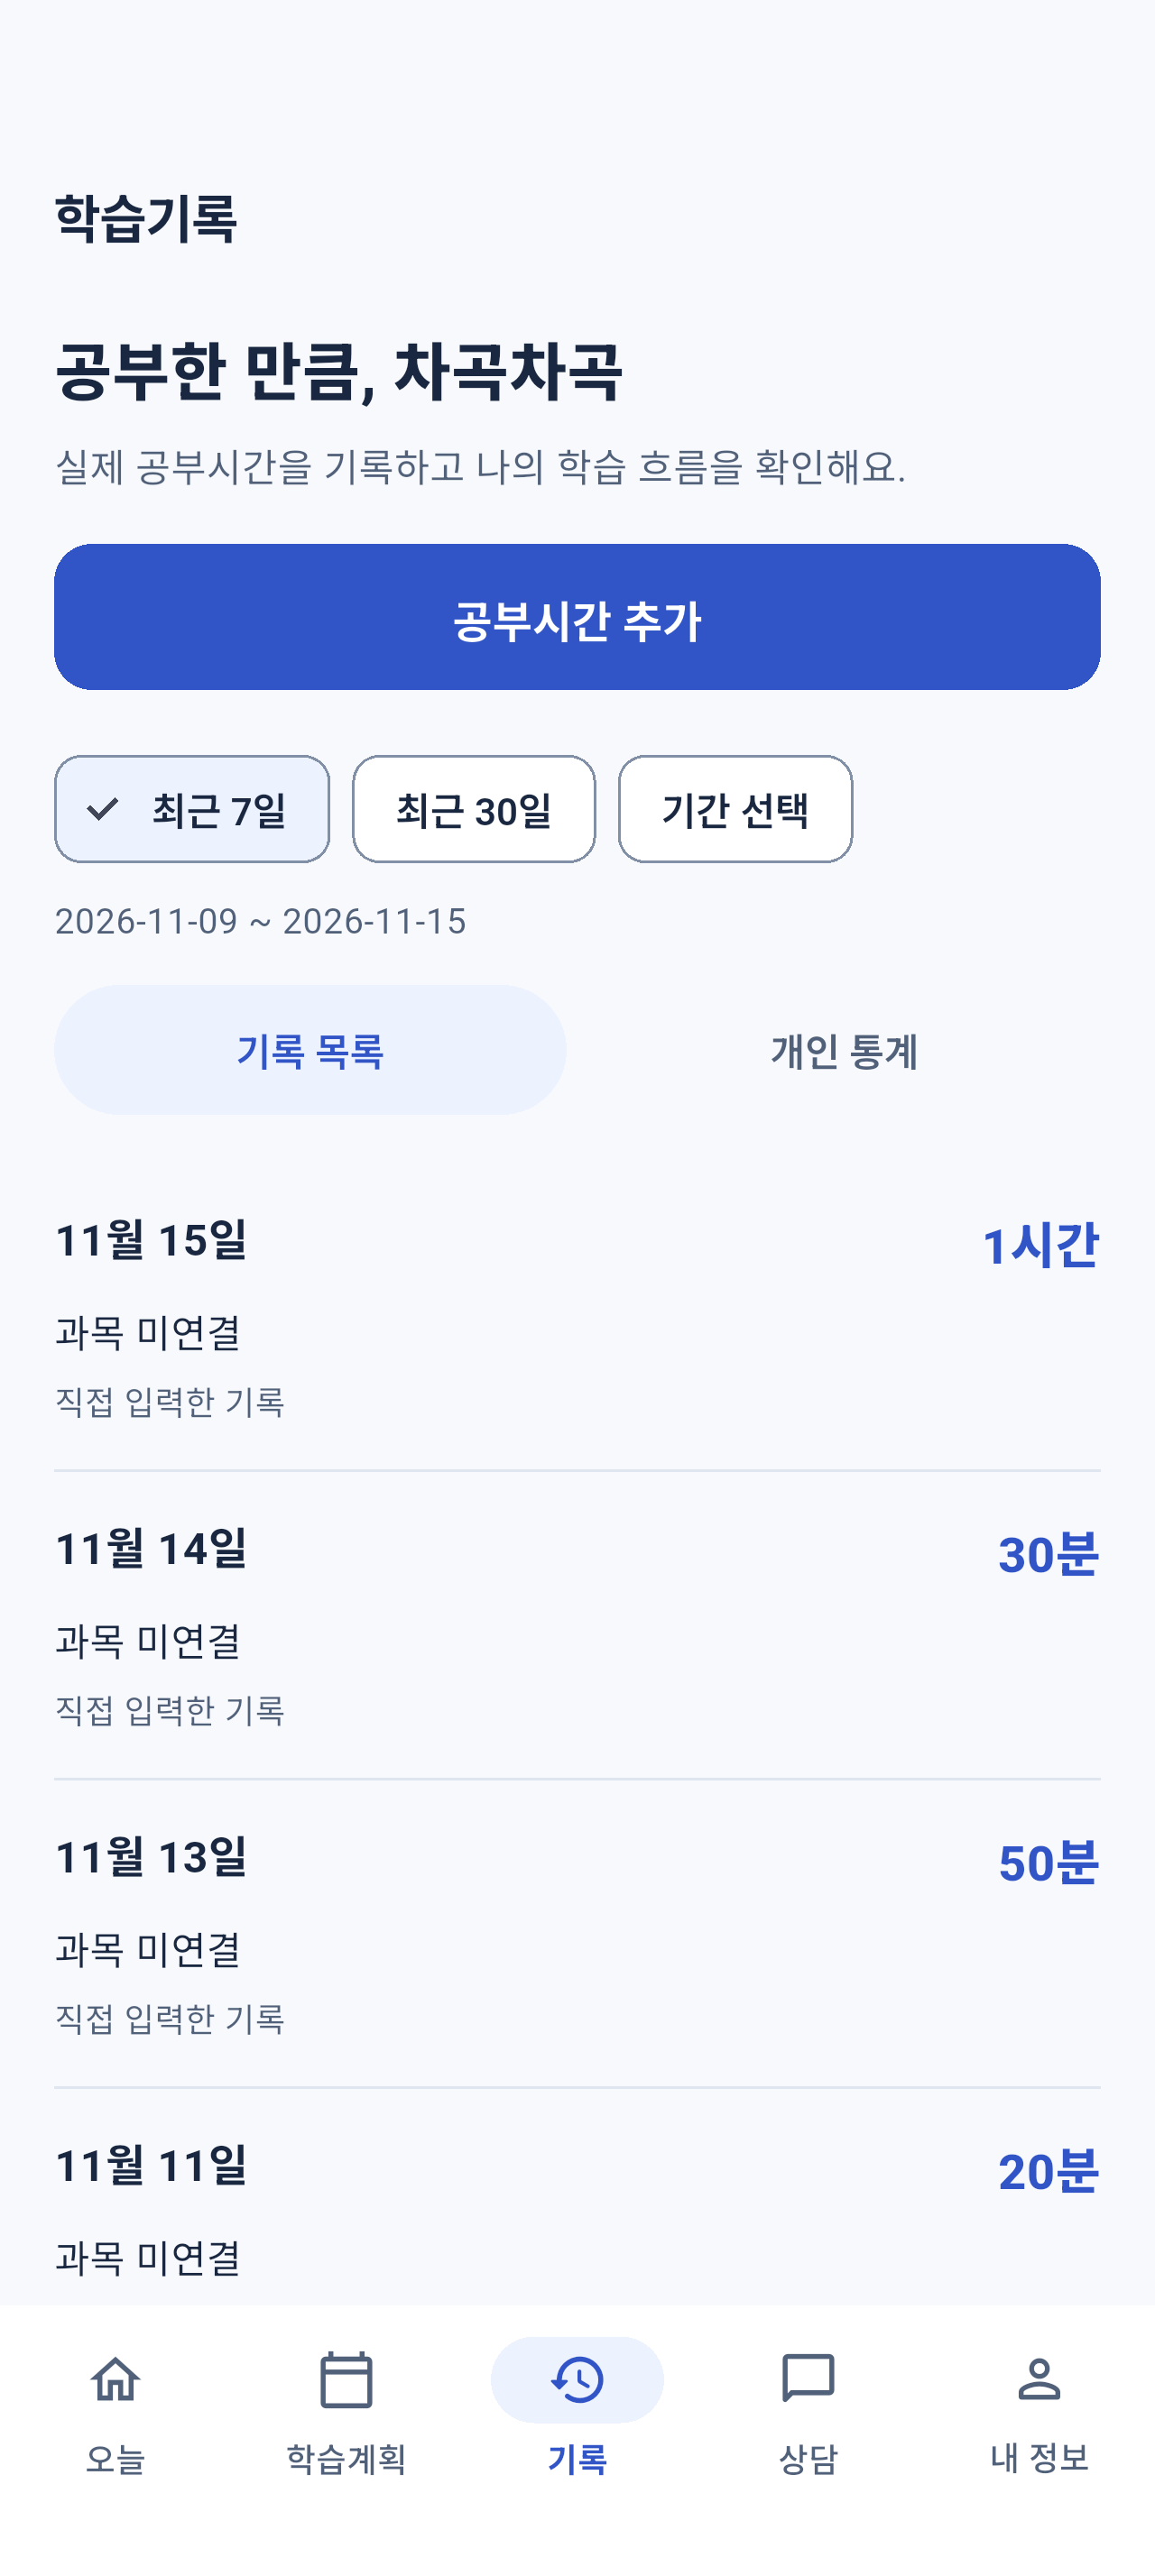 학습기록
공부한 만큼, 차곡차곡
실제 공부시간을 기록하고 나의 학습 흐름을 확인해요.
공부시간 추가
최근 7일 최근 30일 기간 선택
2026-11-09 ~ 2026-11-15
기록 목록 개인 통계
11월 15일 1시간
과목 미연결
직접 입력한 기록
11월 14일 30분
과목 미연결
직접 입력한 기록
11월 13일 50분
과목 미연결
직접 입력한 기록
11월 11일 20분
과목 미연결
오늘 학습계획 기록 상담 내 정보